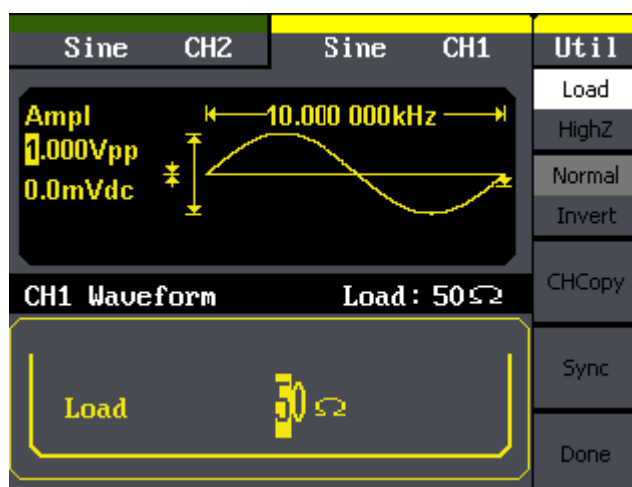 Sine CH2 Sine CH1 Util
Ampl
10.000 000kHz
1.000Vpp
0.0mVdc
CH1 Waveform Load: 50Ω
Load 50 Ω
Load
HighZ
Normal
Invert
CHCopy
Sync
Done